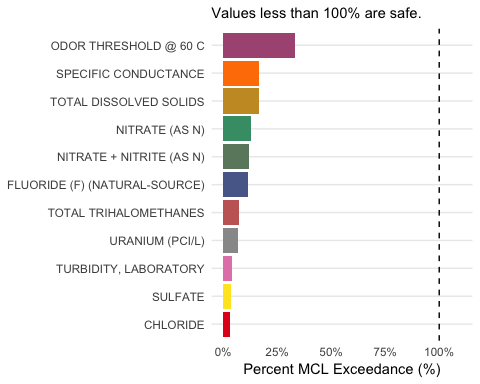 Values less than 100% are safe.
ODOR THRESHOLD @ 60 C
SPECIFIC CONDUCTANCE
TOTAL DISSOLVED SOLIDS
NITRATE (AS N)
NITRATE + NITRITE (AS N)
FLUORIDE (F) (NATURAL-SOURCE)
TOTAL TRIHALOMETHANES
URANIUM (PCI/L)
TURBIDITY, LABORATORY
SULFATE
CHLORIDE
0% 25% 50% 75% 100%
Percent MCL Exceedance (%)